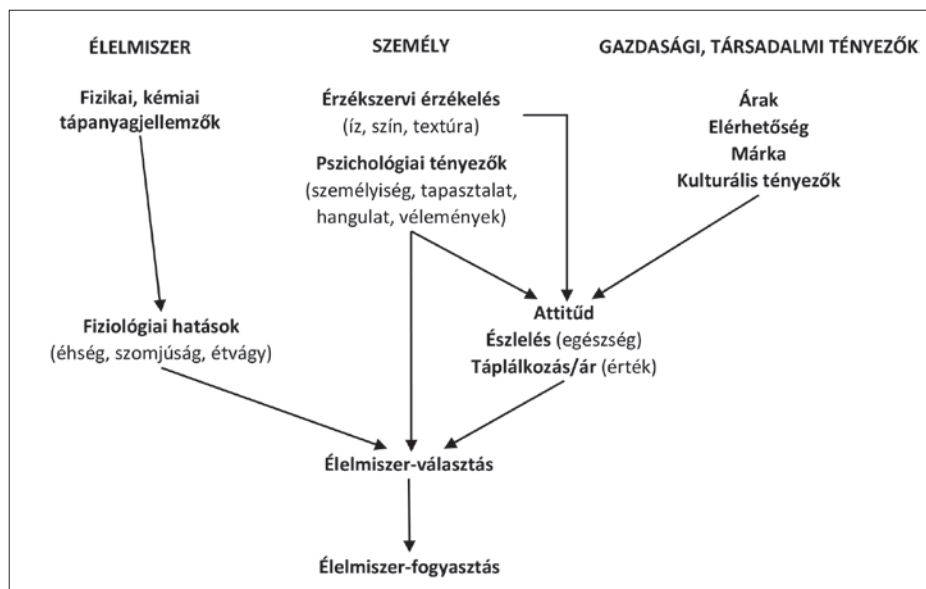 ÉLELMISZER
SZEMÉLY
GAZDASÁGI, TÁRSADALMI TÉNYEZŐK
Fizikai, kémiai
tápanyagjellemzők
Érzékszervi érzékelés
(íz, szín, textúra)
Pszichológiai tényezők
(személyiség, tapasztalat,
hangulat, vélemények)
Árak
Elérhetőség
Márka
Kulturális tényezők
Fiziológiai hatások
(éhség, szomjúság, étvágy)
Attitűd
Észlelés (egészség)
Táplálkozás/ár (érték)
Élelmiszer-választás
Élelmiszer-fogyasztás